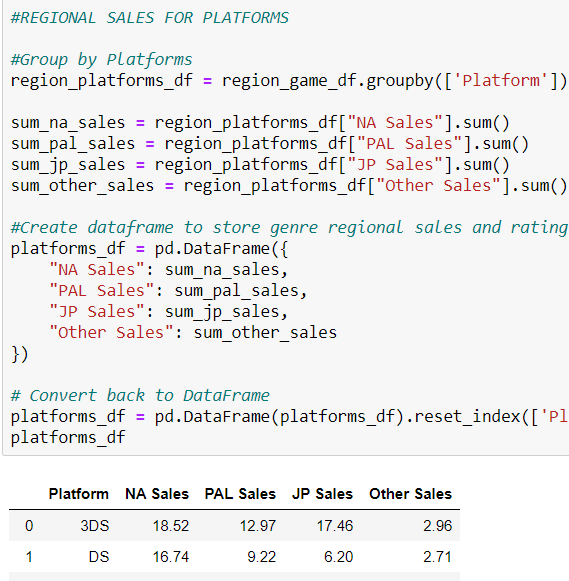 #REGIONAL SALES FOR PLATFORMS
#Group by Platforms
region_platforms_df = region_game_df.groupby(['Platform'])
sum_na_sales = region_platforms_df["NA Sales"].sum()
sum_pal_sales = region_platforms_df["PAL Sales"].sum()
sum_jp_sales = region_platforms_df["JP Sales"].sum()
sum_other_sales = region_platforms_df["Other Sales"].sum()
#Create dataframe to store genre regional sales and rating
platforms_df = pd.DataFrame({
    "NA Sales": sum_na_sales,
    "PAL Sales": sum_pal_sales,
    "JP Sales": sum_jp_sales,
    "Other Sales": sum_other_sales
})
# Convert back to DataFrame
platforms_df = pd.DataFrame(platforms_df).reset_index(['Pl
platforms_df
Platform NA Sales PAL Sales JP Sales Other Sales
0 3DS 18.52 12.97 17.46 2.96
1 DS 16.74 9.22 6.20 2.71